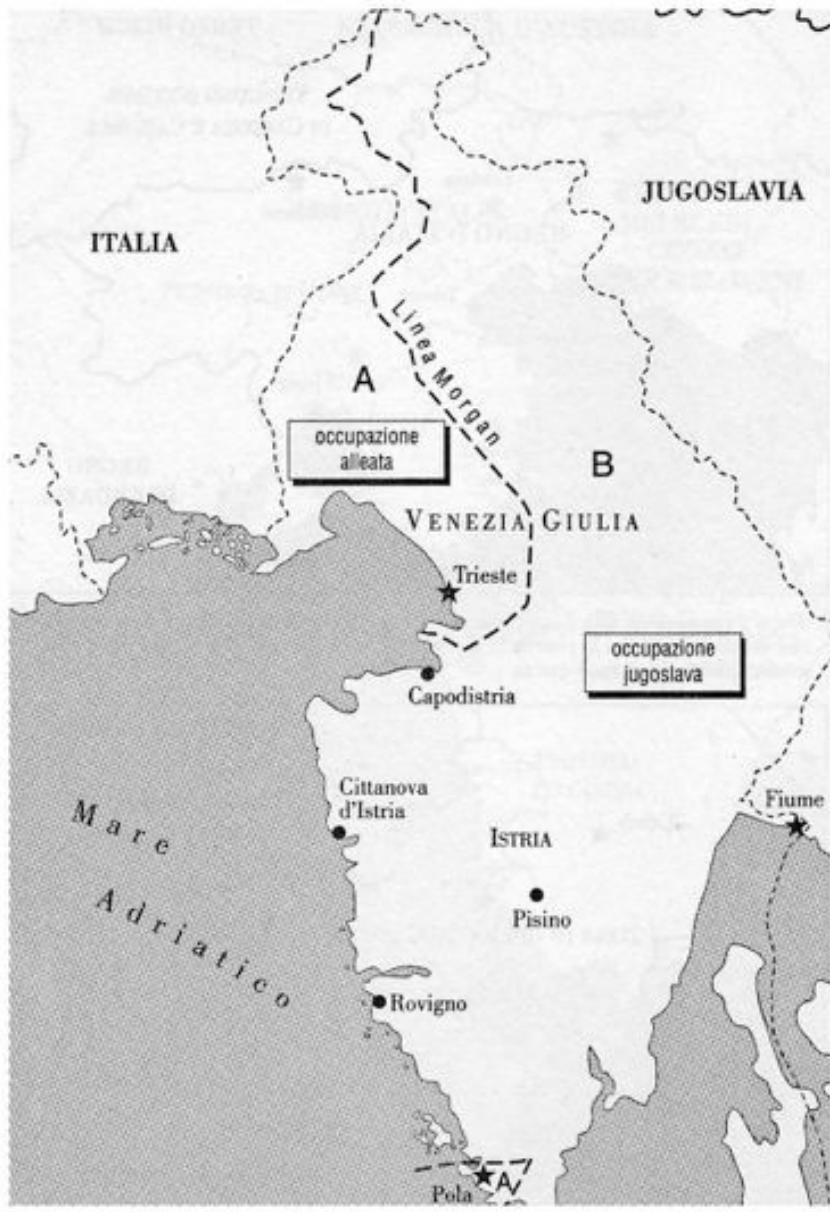 JUGOSLAVIA
ITALIA
Linea Morgan
A
occupazione
alleata
B
VENEZIA GIULIA
Trieste
occupazione
jugoslava
Capodistria
Cittanova
d'Istria
Fiume
Mare
Adriatico
ISTRIA
Pisino
Rovigno
Pola
A